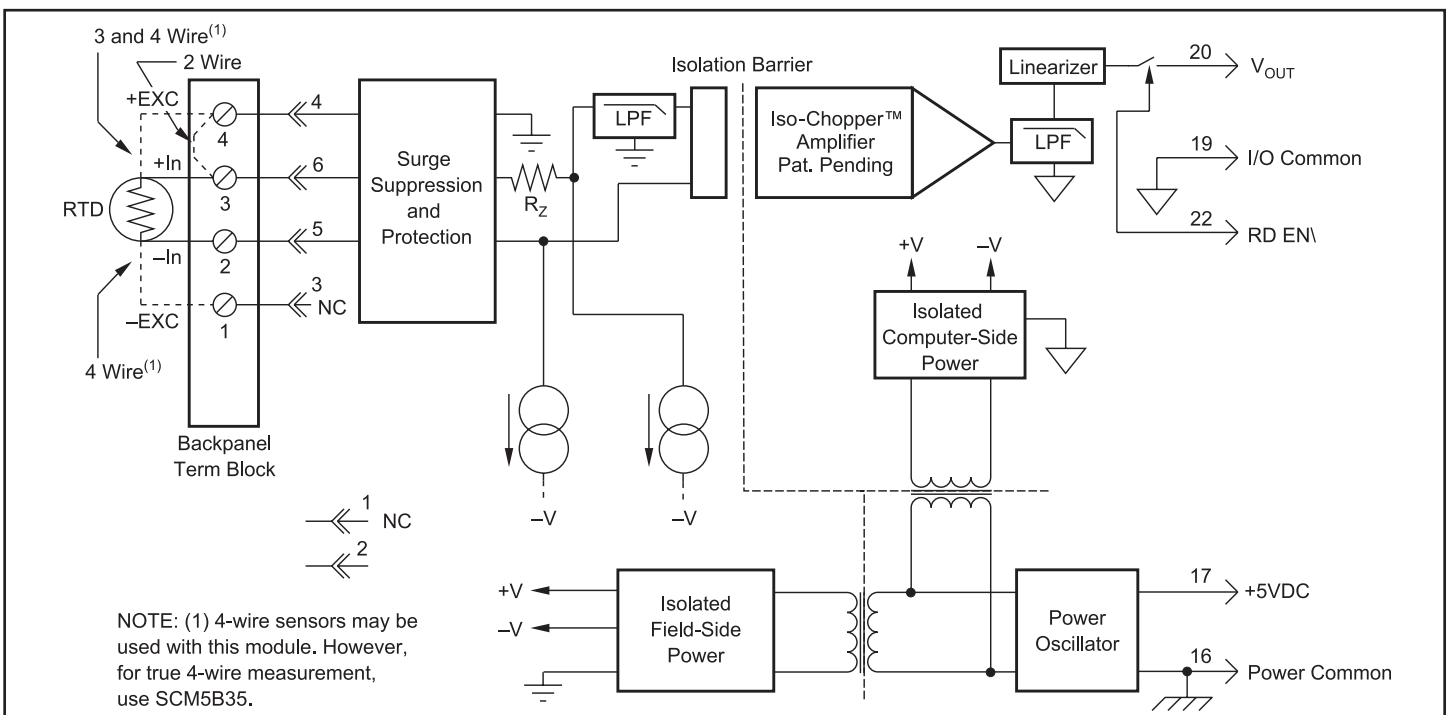 3 and 4 Wire(1)
2 Wire
+EXC
4
4
+In
6
3
RTD
5
–In
2
3
NC
–EXC
1
4 Wire(1)
Backpanel
Term Block
Surge
Suppression
and
Protection
RZ
LPF
Isolation Barrier
Iso-Chopper™
Amplifier
Pat. Pending
LPF
Linearizer
20
VOUT
19
I/O Common
22
RD EN\
+V
–V
Isolated
Computer-Side
Power
–V
–V
1
NC
2
+V
–V
Isolated
Field-Side
Power
Power
Oscillator
17
+5VDC
16
Power Common
NOTE: (1) 4-wire sensors may be
used with this module. However,
for true 4-wire measurement,
use SCM5B35.